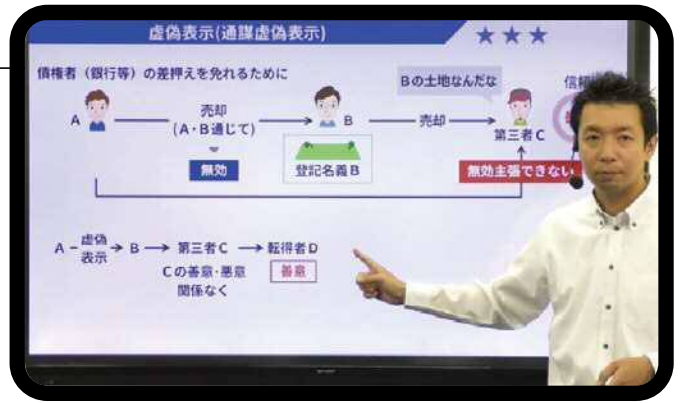 虚偽表示(通謀虚偽表示)
★★★
債権者（銀行等）の差押えを免れるために
Bの土地なんだな
信頼
A
売却
(A・B通じて)
B
売却
第三者C
無効
登記名義B
無効主張できない
A-虚偽表示→B→第三者C→転得者D
Cの善意・悪意
関係なく
善意